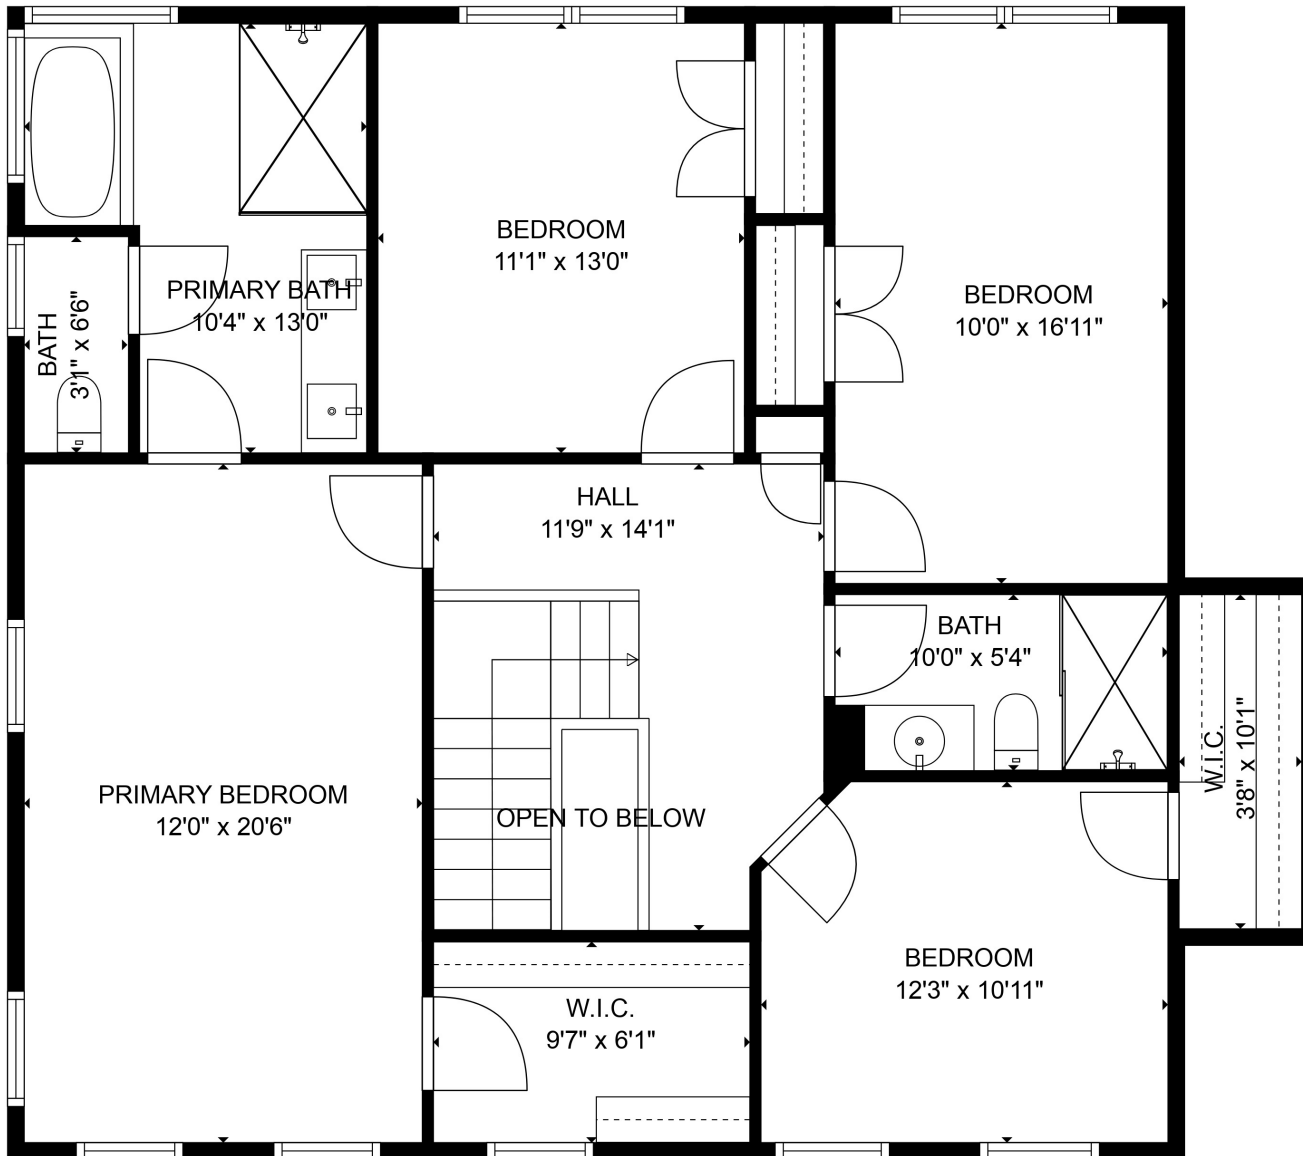 BEDROOM
11'1" x 13'0"
PRIMARY BATH
10'4" x 13'0"
BATH
3'1" x 6'6"
BEDROOM
10'0" x 16'11"
HALL
11'9" x 14'1"
BATH
10'0" x 5'4"
W.I.C.
3'8" x 10'1"
PRIMARY BEDROOM
12'0" x 20'6"
OPEN TO BELOW
BEDROOM
12'3" x 10'11"
W.I.C.
9'7" x 6'1"